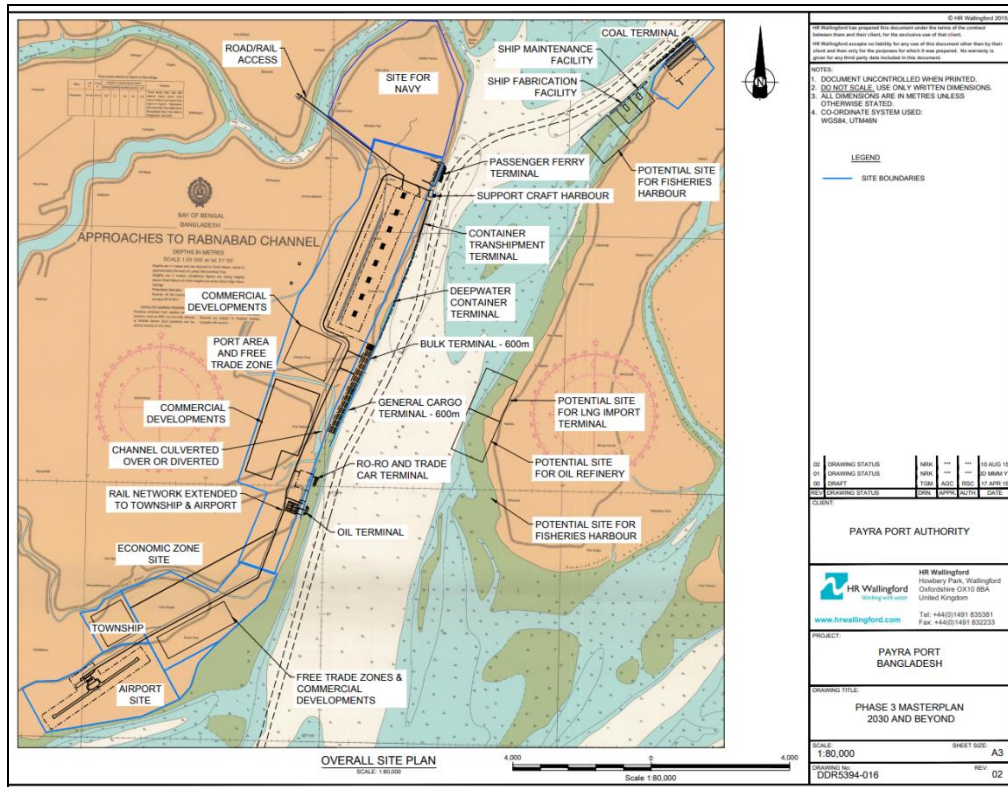 ROAD/RAIL
ACCESS
SITE FOR
NAVY
SHIP MAINTENANCE
FACILITY
COAL TERMINAL
SHIP FABRICATION
FACILITY
N
PASSENGER FERRY
TERMINAL
POTENTIAL SITE
FOR FISHERIES
HARBOUR
SUPPORT CRAFT HARBOUR
BAY OF BENGAL
BANGLADESH
APPROACHES TO RABNABAD CHANNEL
DEPTHS IN METRES
CONTAINER
TRANSHIPMENT
TERMINAL
COMMERCIAL
DEVELOPMENTS
DEEPWATER
CONTAINER
TERMINAL
PORT AREA
AND FREE
TRADE ZONE
BULK TERMINAL - 600m
COMMERCIAL
DEVELOPMENTS
GENERAL CARGO
TERMINAL - 600m
POTENTIAL SITE
FOR LNG IMPORT
TERMINAL
CHANNEL CULVERTED
OVER OR DIVERTED
RO-RO AND TRADE
CAR TERMINAL
POTENTIAL SITE
FOR OIL REFINERY
RAIL NETWORK EXTENDED
TO TOWNSHIP & AIRPORT
OIL TERMINAL
POTENTIAL SITE FOR
FISHERIES HARBOUR
ECONOMIC ZONE
SITE
TOWNSHIP
AIRPORT
SITE
FREE TRADE ZONES &
COMMERCIAL
DEVELOPMENTS
OVERALL SITE PLAN
SCALE: 1:80,000
4,000 0 4,000
Scale 1:80,000
© HR Wallingford 2015
HR Wallingford has prepared this document under the terms of the contract
between them and their client, for the exclusive use of that client.
HR Wallingford accepts no liability for any use of this document other than by their
client and then only for the purposes for which it was prepared. No warranty is
given for any third party data included in this document.
NOTES:
1. DOCUMENT UNCONTROLLED WHEN PRINTED.
2. DO NOT SCALE, USE ONLY WRITTEN DIMENSIONS.
3. ALL DIMENSIONS ARE IN METRES UNLESS
OTHERWISE STATED.
4. CO-ORDINATE SYSTEM USED:
WGS84, UTM46N
LEGEND
SITE BOUNDARIES
02 DRAWING STATUS NRK *** *** 10 AUG 15
01 DRAWING STATUS NRK *** ***
00 DRAFT TGM AGC RSC 17 APR 15
REV DRAWING STATUS DRN. APPR. AUTH. DATE
CLIENT:
PAYRA PORT AUTHORITY
HR Wallingford
Working with water
www.hrwallingford.com
HR Wallingford
Howbery Park, Wallingford
Oxfordshire OX10 8BA
United Kingdom
Tel: +44(0)1491 835381
Fax: +44(0)1491 832233
PROJECT:
PAYRA PORT
BANGLADESH
DRAWING TITLE:
PHASE 3 MASTERPLAN
2030 AND BEYOND
SCALE: SHEET SIZE:
1:80,000 A3
DRAWING No: REV:
DDR5394-016 02